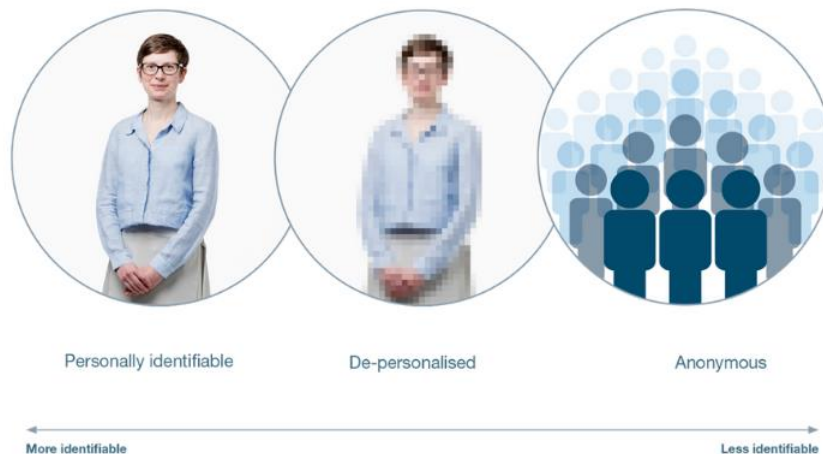 Personally identifiable
De-personalised
Anonymous
More identifiable
Less identifiable